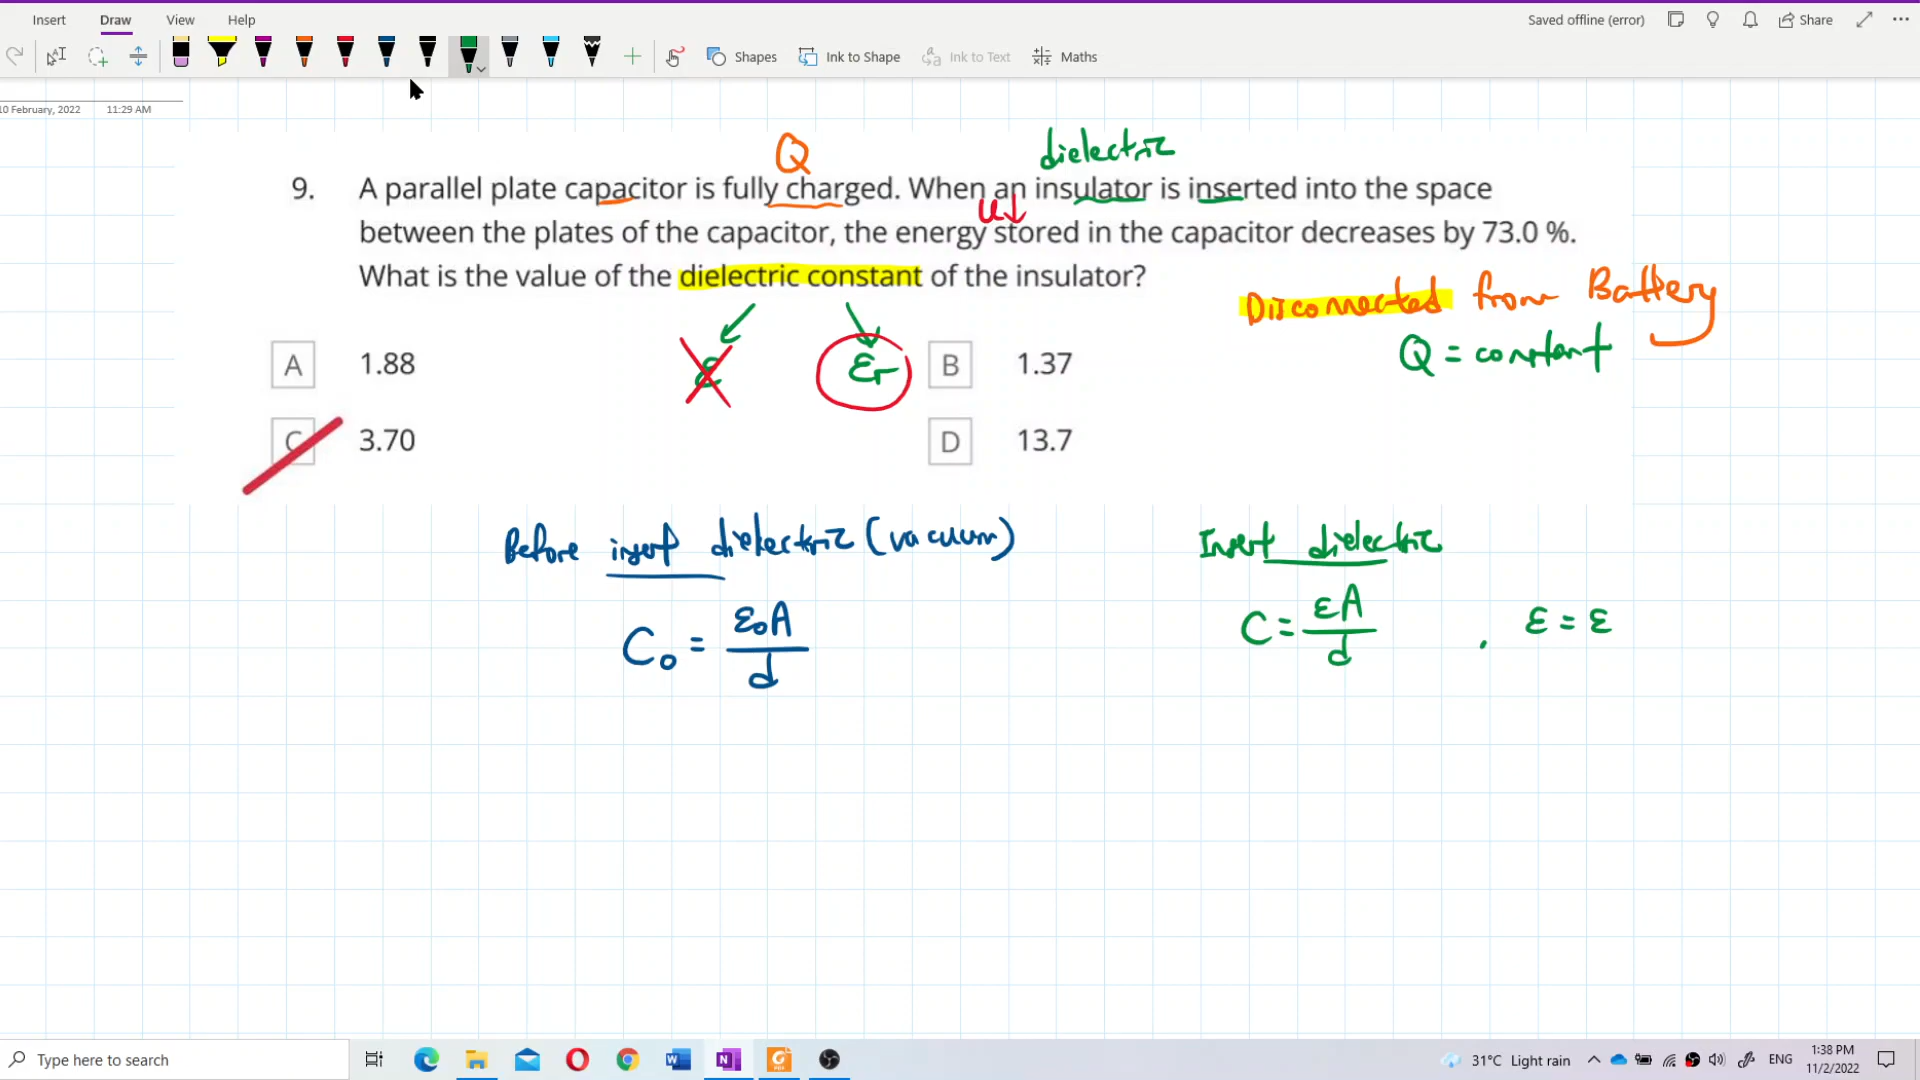 Insert Draw View Help
Saved offline (error) Share
Shapes Ink to Shape Ink to Text Maths
10 February, 2022 11:29 AM
Q dielectric
9. A parallel plate capacitor is fully charged. When an insulator is inserted into the space
U↓
between the plates of the capacitor, the energy stored in the capacitor decreases by 73.0 %.
What is the value of the dielectric constant of the insulator?
Disconnected from Battery
Q = constant
A 1.88 ε εr B 1.37
C 3.70 D 13.7
Before insert dielectric (vacuum) Insert dielectric
C₀ = ε₀A/d C = εA/d , ε = ε
Type here to search
31°C Light rain ENG 1:38 PM
11/2/2022